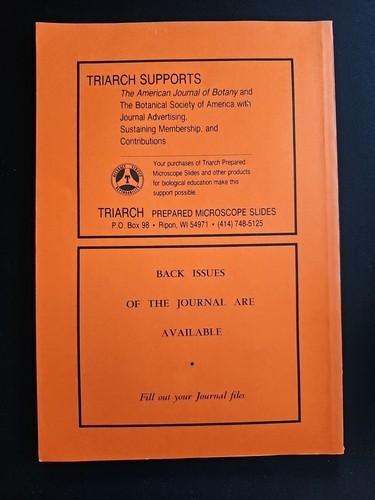 TRIARCH SUPPORTS
The American Journal of Botany and
The Botanical Society of America with
Journal Advertising,
Sustaining Membership, and
Contributions
Your purchases of Triarch Prepared
Microscope Slides and other products
for biological education make this
support possible.
TRIARCH PREPARED MICROSCOPE SLIDES
P.O. Box 98 • Ripon, WI 54971 • (414) 748-5125
BACK ISSUES
OF THE JOURNAL ARE
AVAILABLE
*
Fill out your Journal files